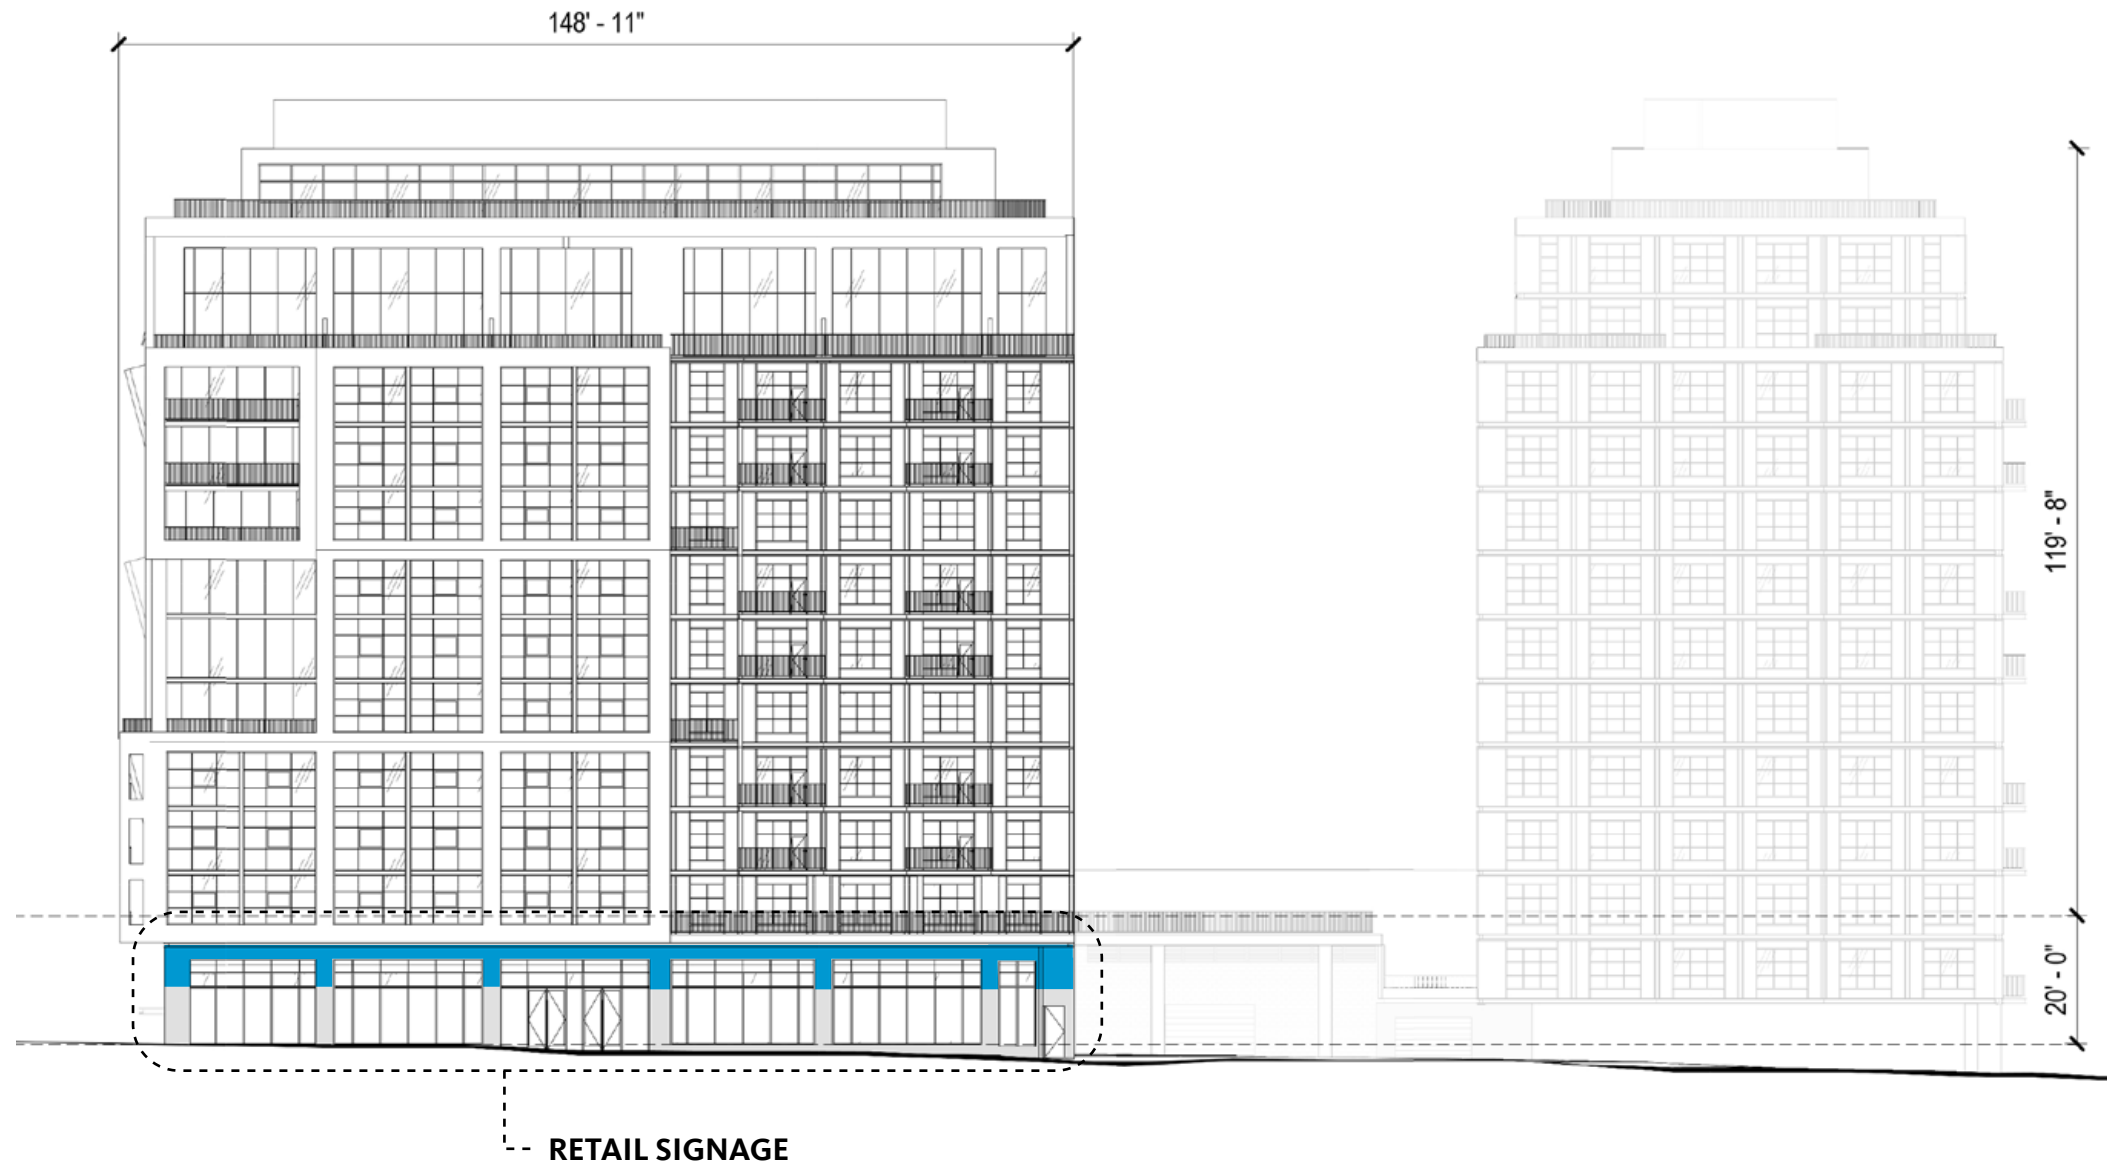 148' - 11"
119' - 8"
20' - 0"
RETAIL SIGNAGE